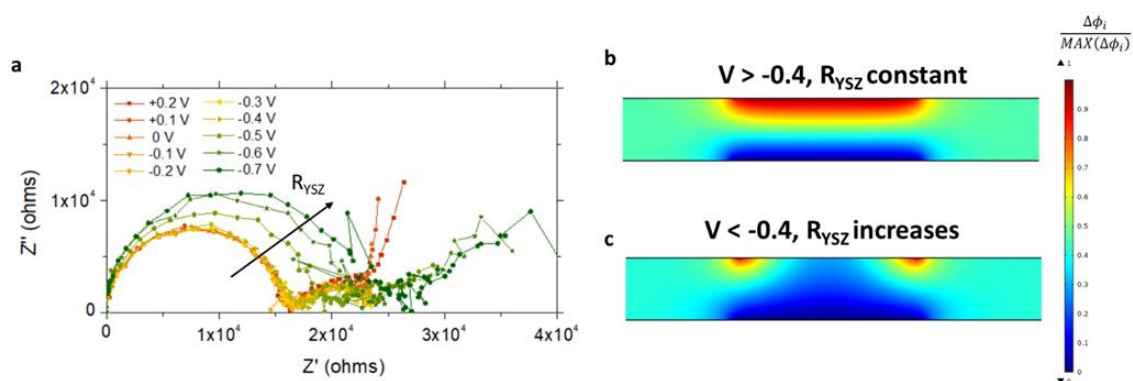 a
2x10⁴
1x10⁴
0
Z'' (ohms)
+0.2 V
+0.1 V
0 V
-0.1 V
-0.2 V
-0.3 V
-0.4 V
-0.5 V
-0.6 V
-0.7 V
R_YSZ
0
1x10⁴
2x10⁴
3x10⁴
4x10⁴
Z' (ohms)
b
V > -0.4, R_YSZ constant
c
V < -0.4, R_YSZ increases
Δϕᵢ
MAX(Δϕᵢ)
▲ 1
0.9
0.8
0.7
0.6
0.5
0.4
0.3
0.2
0.1
0